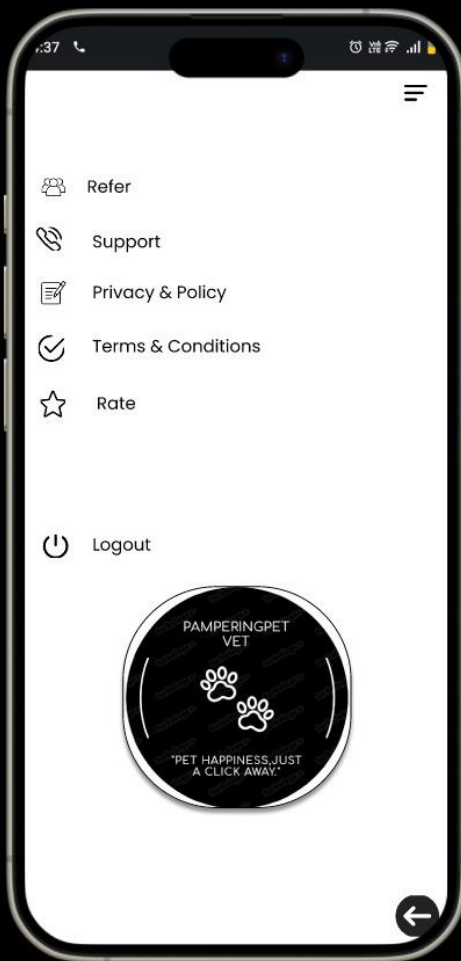 :37
Refer
Support
Privacy & Policy
Terms & Conditions
Rate
Logout
PAMPERINGPET
VET
"PET HAPPINESS,JUST
A CLICK AWAY."